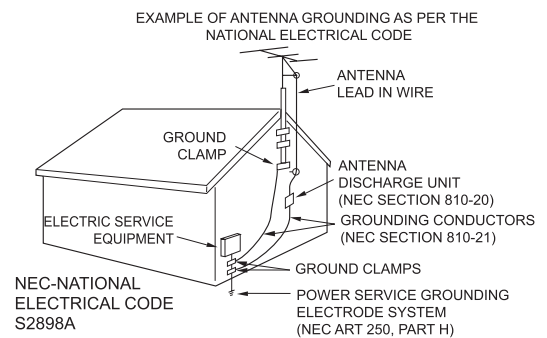 EXAMPLE OF ANTENNA GROUNDING AS PER THE
NATIONAL ELECTRICAL CODE
ANTENNA
LEAD IN WIRE
GROUND
CLAMP
ANTENNA
DISCHARGE UNIT
(NEC SECTION 810-20)
ELECTRIC SERVICE
EQUIPMENT
GROUNDING CONDUCTORS
(NEC SECTION 810-21)
GROUND CLAMPS
NEC-NATIONAL
ELECTRICAL CODE
S2898A
POWER SERVICE GROUNDING
ELECTRODE SYSTEM
(NEC ART 250, PART H)